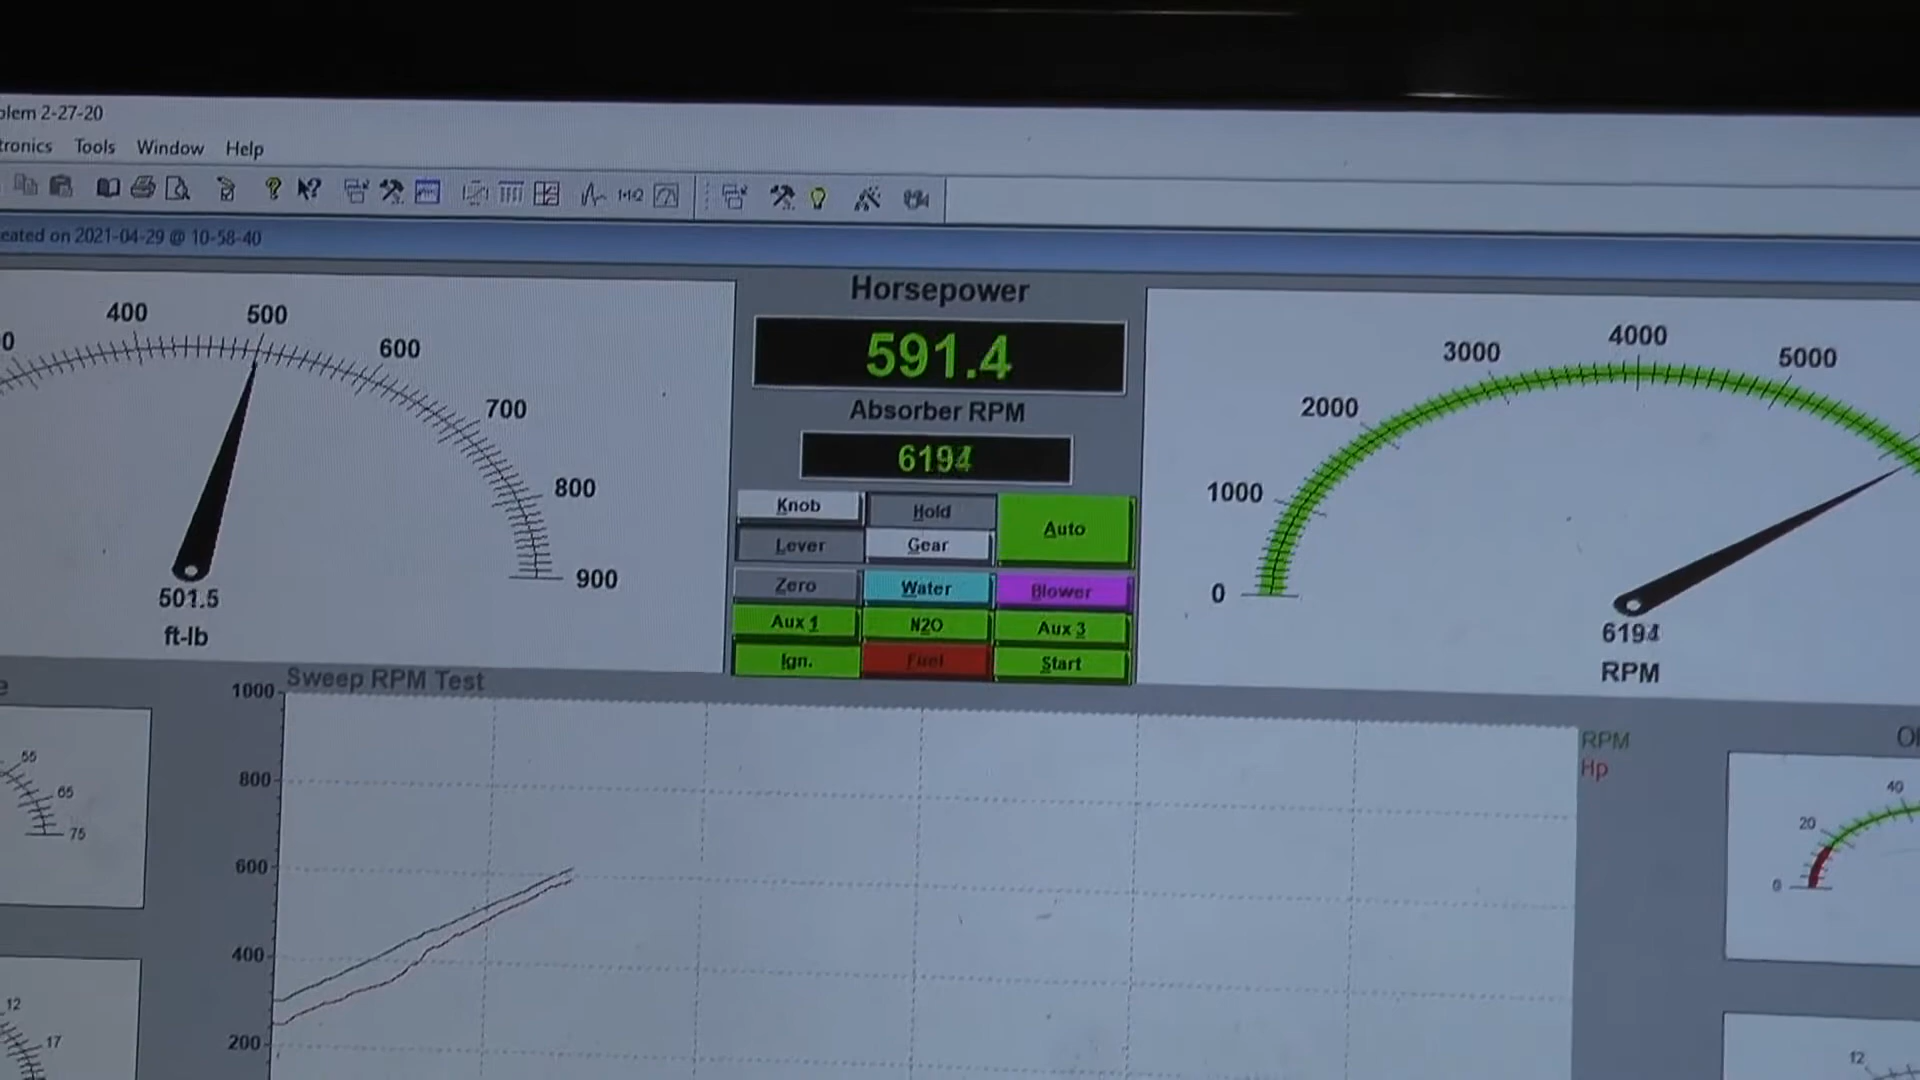 blem 2-27-20
tronics Tools Window Help
eated on 2021-04-29 @ 10-58-40
0 400 500 600 700 800 900
501.5
ft-lb
Horsepower
591.4
Absorber RPM
Knob Hold Auto
Lever Gear
Zero Water Blower
Aux 1 N2O Aux 3
Ign. Fuel Start
0 1000 2000 3000 4000 5000
RPM
Sweep RPM Test
1000
800
600
400
200
RPM
Hp
55
65
75
12
17
0 20 40
12